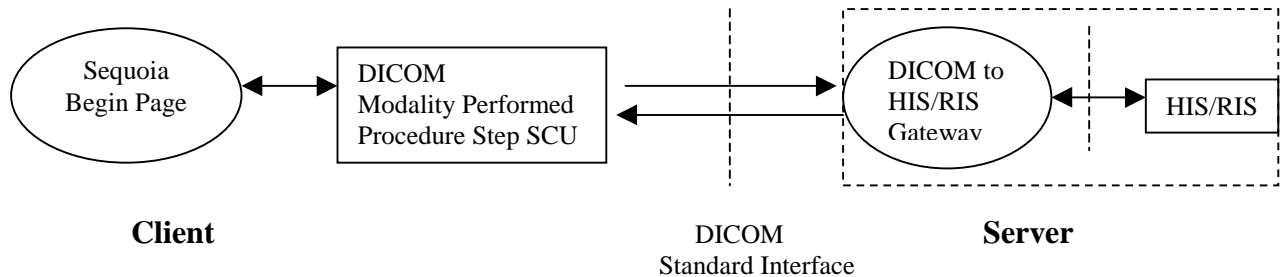 Sequoia
Begin Page
DICOM
Modality Performed
Procedure Step SCU
DICOM to
HIS/RIS
Gateway
HIS/RIS
Client
DICOM
Standard Interface
Server